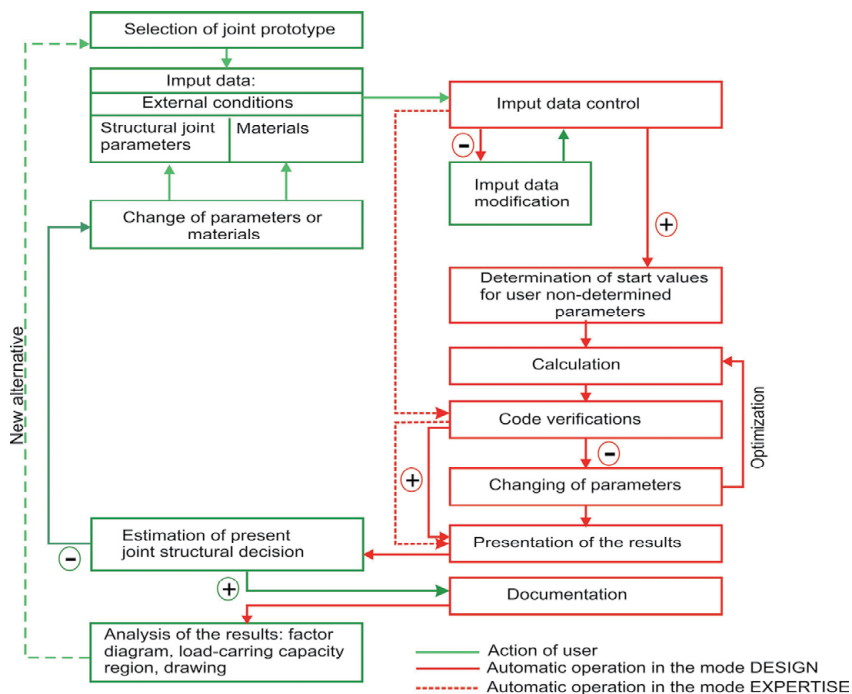 Selection of joint prototype
Imput data:
External conditions
Structural joint
parameters
Materials
Change of parameters or
materials
Imput data control
−
Imput data
modification
+
Determination of start values
for user non-determined
parameters
Calculation
Code verifications
−
+
Changing of parameters
Optimization
Presentation of the results
Estimation of present
joint structural decision
−
+
Documentation
Analysis of the results: factor
diagram, load-carring capacity
region, drawing
New alternative
Action of user
Automatic operation in the mode DESIGN
Automatic operation in the mode EXPERTISE